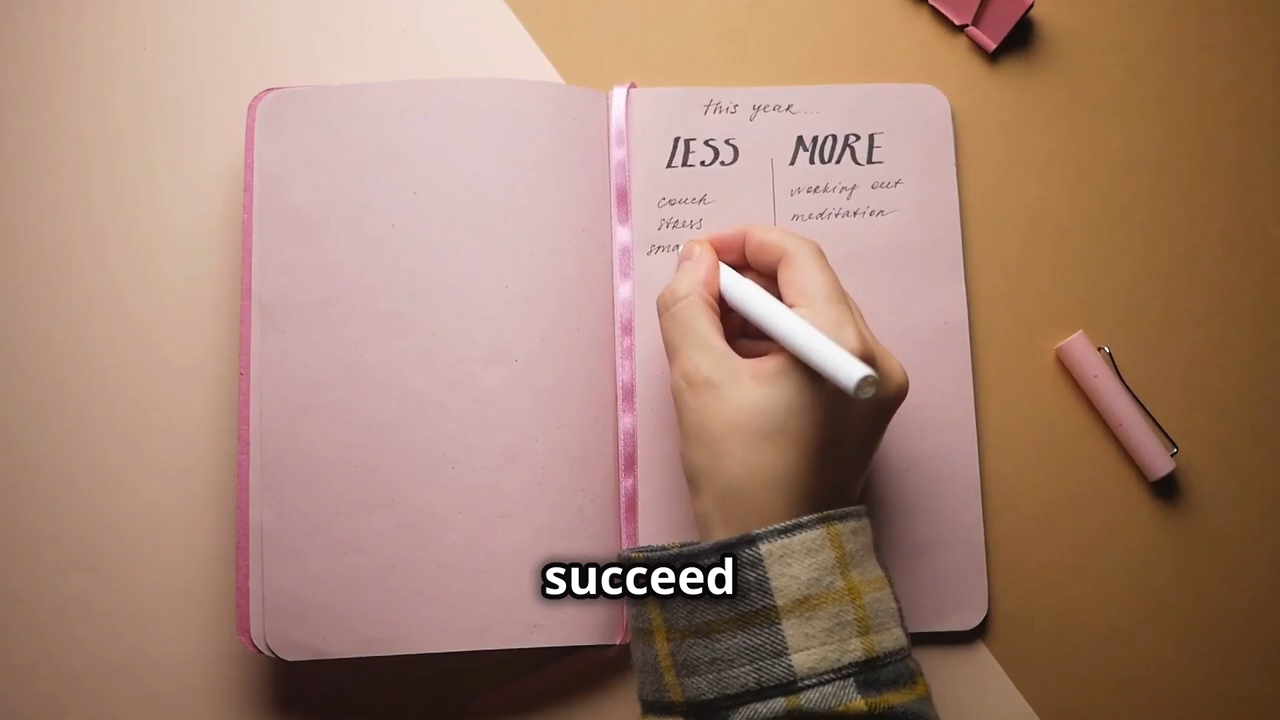 this year...
LESS
MORE
couch
stress
working out
meditation
succeed